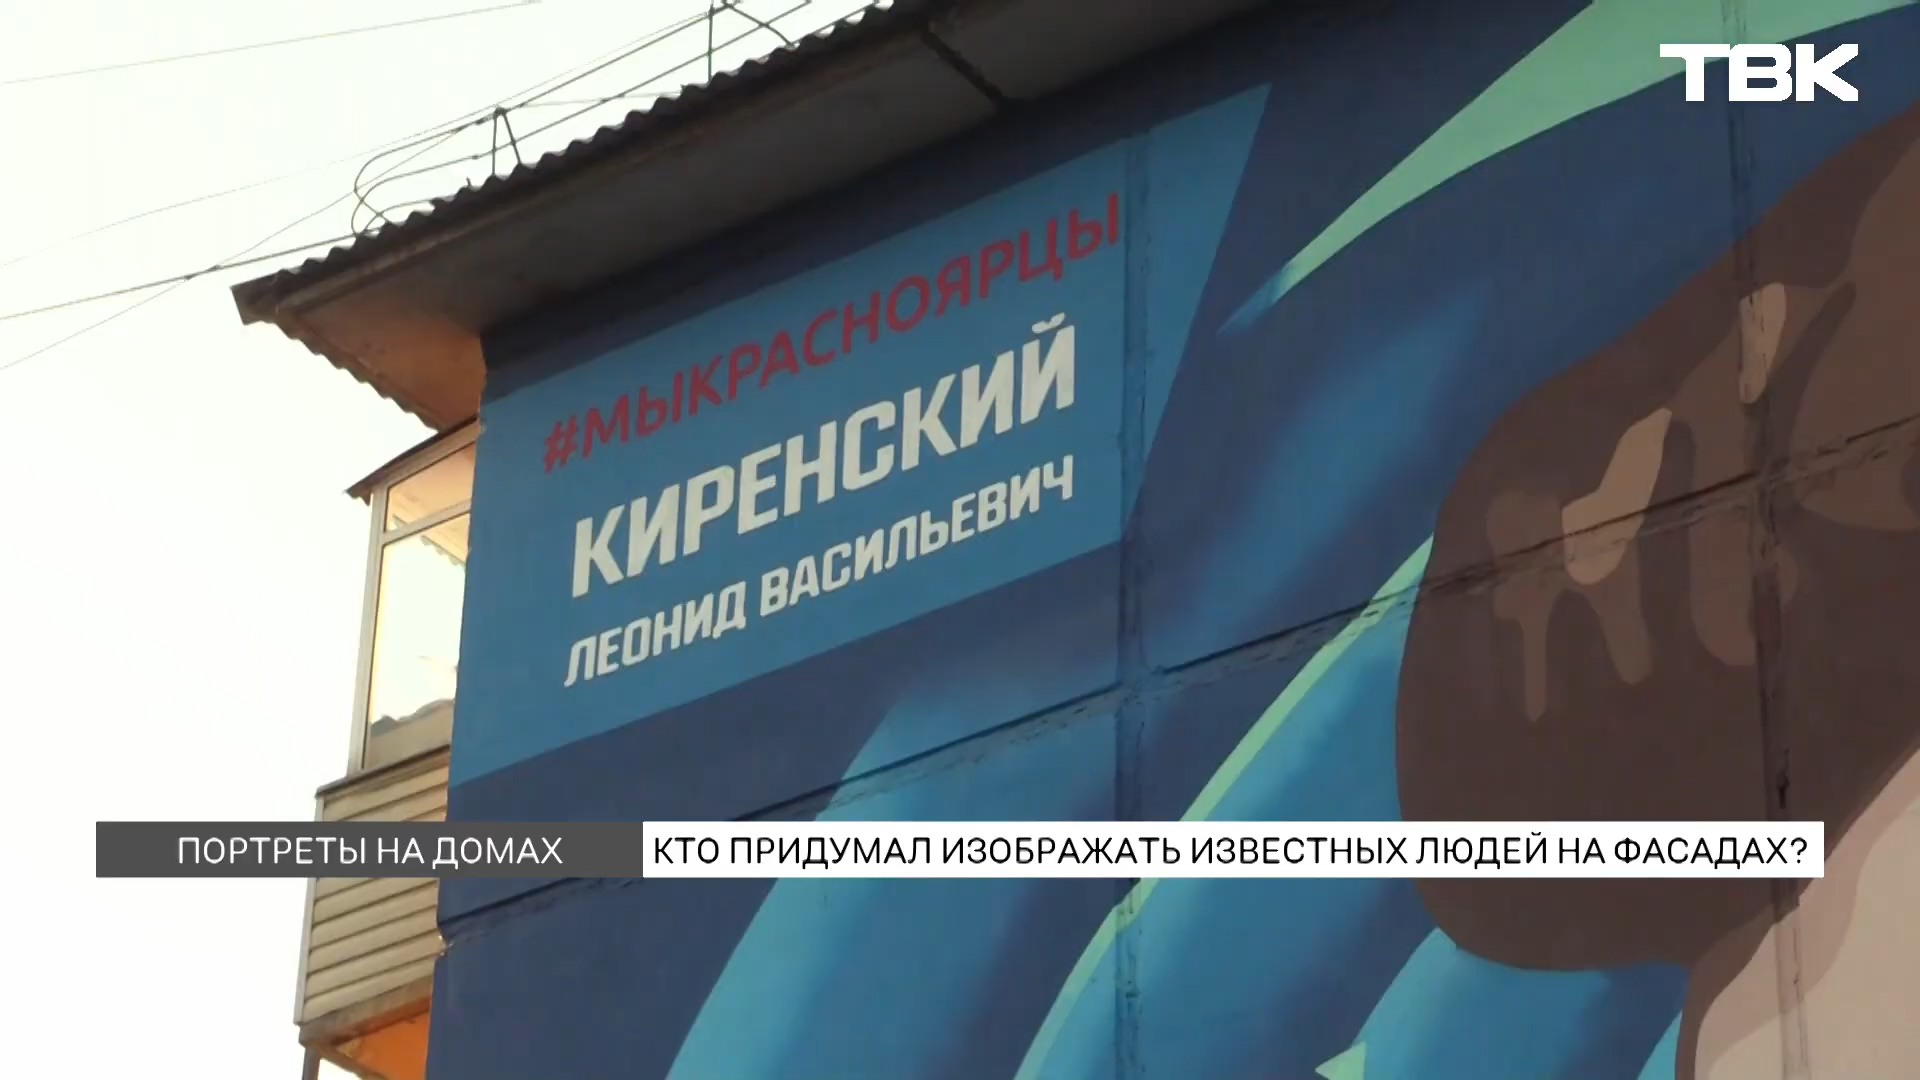 ТВК
#МЫКРАСНОЯРЦЫ
КИРЕНСКИЙ
ЛЕОНИД ВАСИЛЬЕВИЧ
ПОРТРЕТЫ НА ДОМАХ
КТО ПРИДУМАЛ ИЗОБРАЖАТЬ ИЗВЕСТНЫХ ЛЮДЕЙ НА ФАСАДАХ?